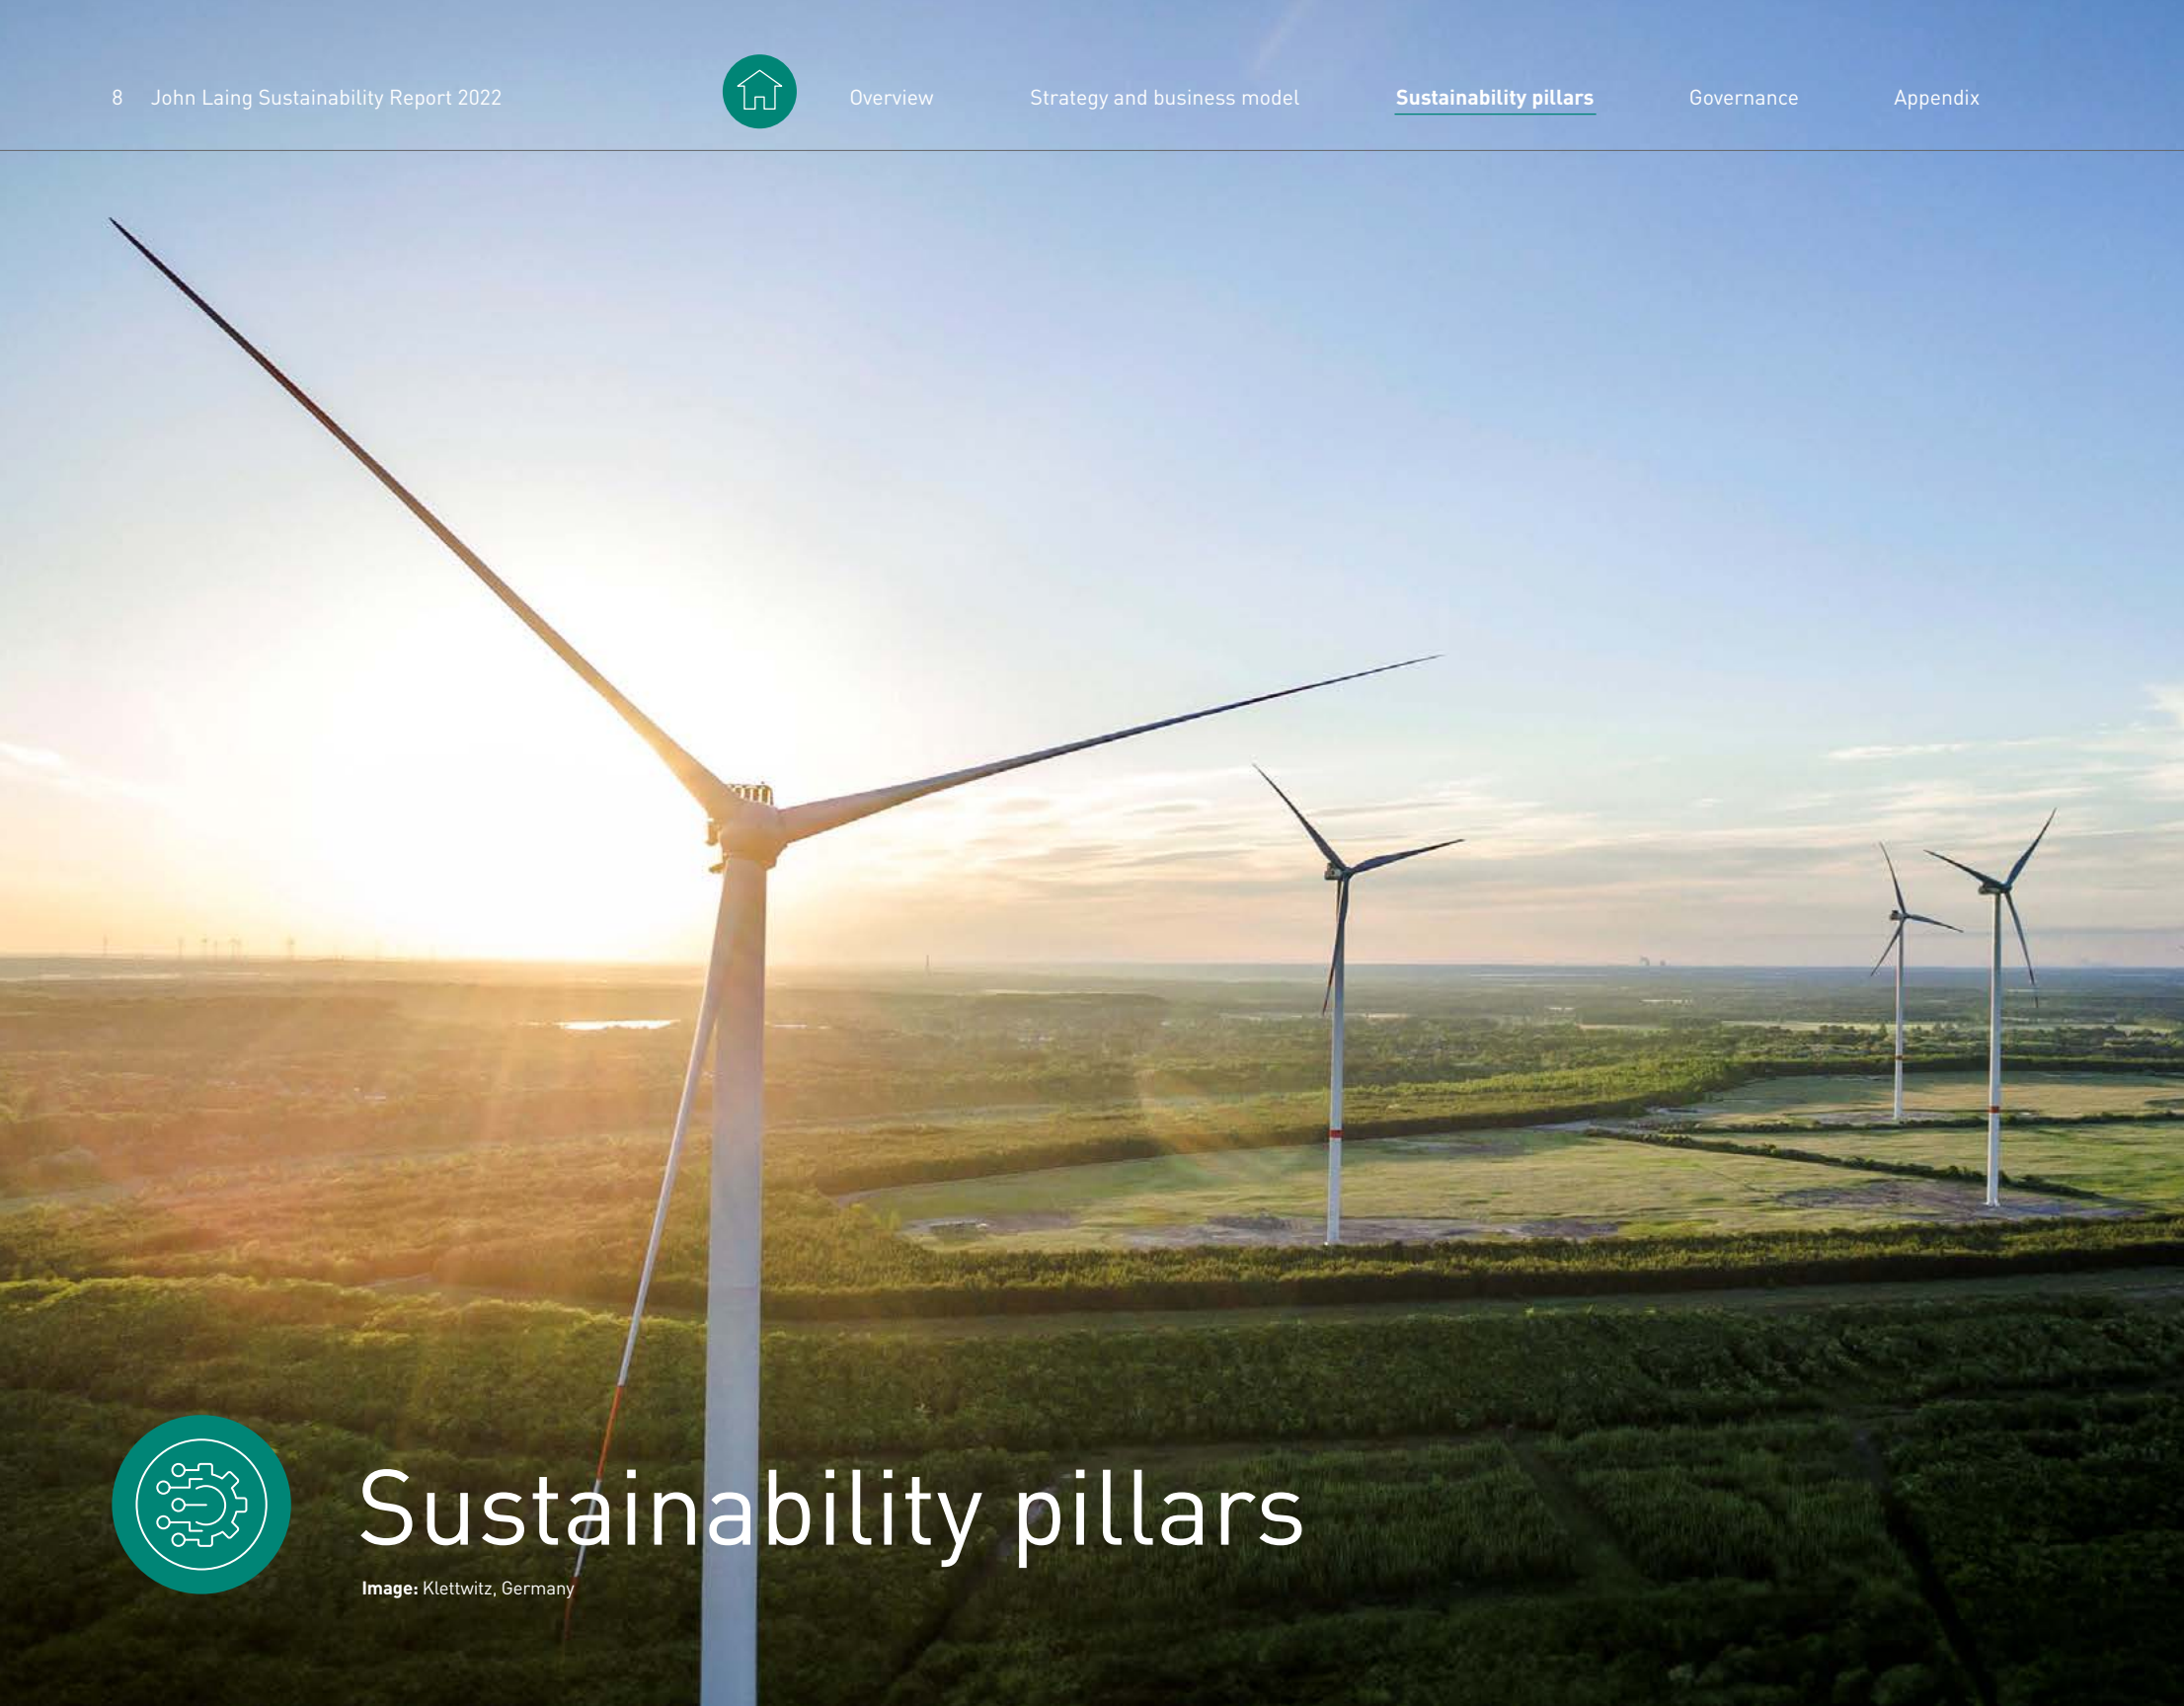 8 John Laing Sustainability Report 2022
Overview
Strategy and business model
Sustainability pillars
Governance
Appendix
Sustainability pillars
Image: Klettwitz, Germany